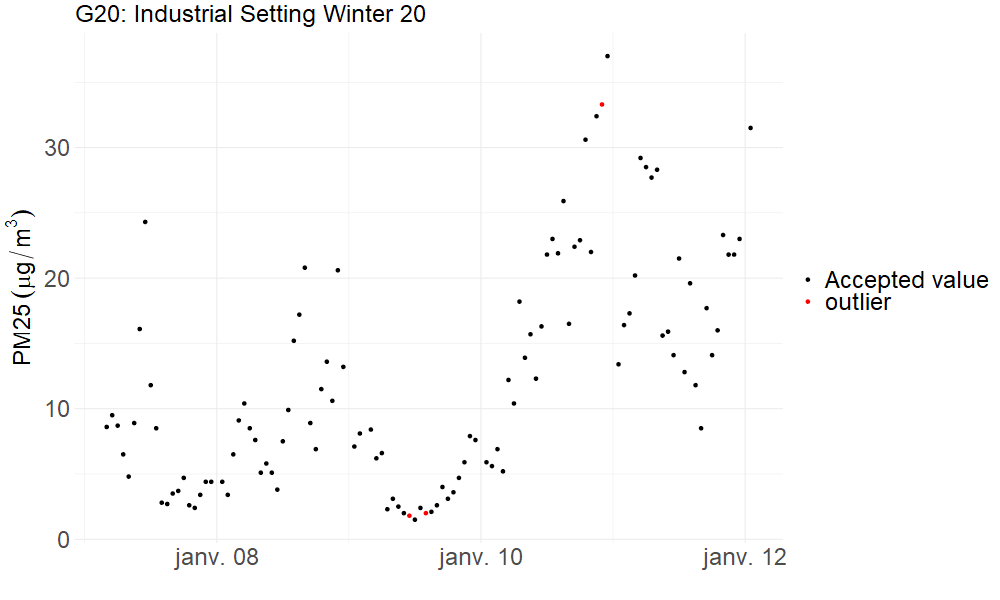 G20: Industrial Setting Winter 20
PM25 (μg/m³)
30
20
10
0
janv. 08
janv. 10
janv. 12
Accepted value
outlier